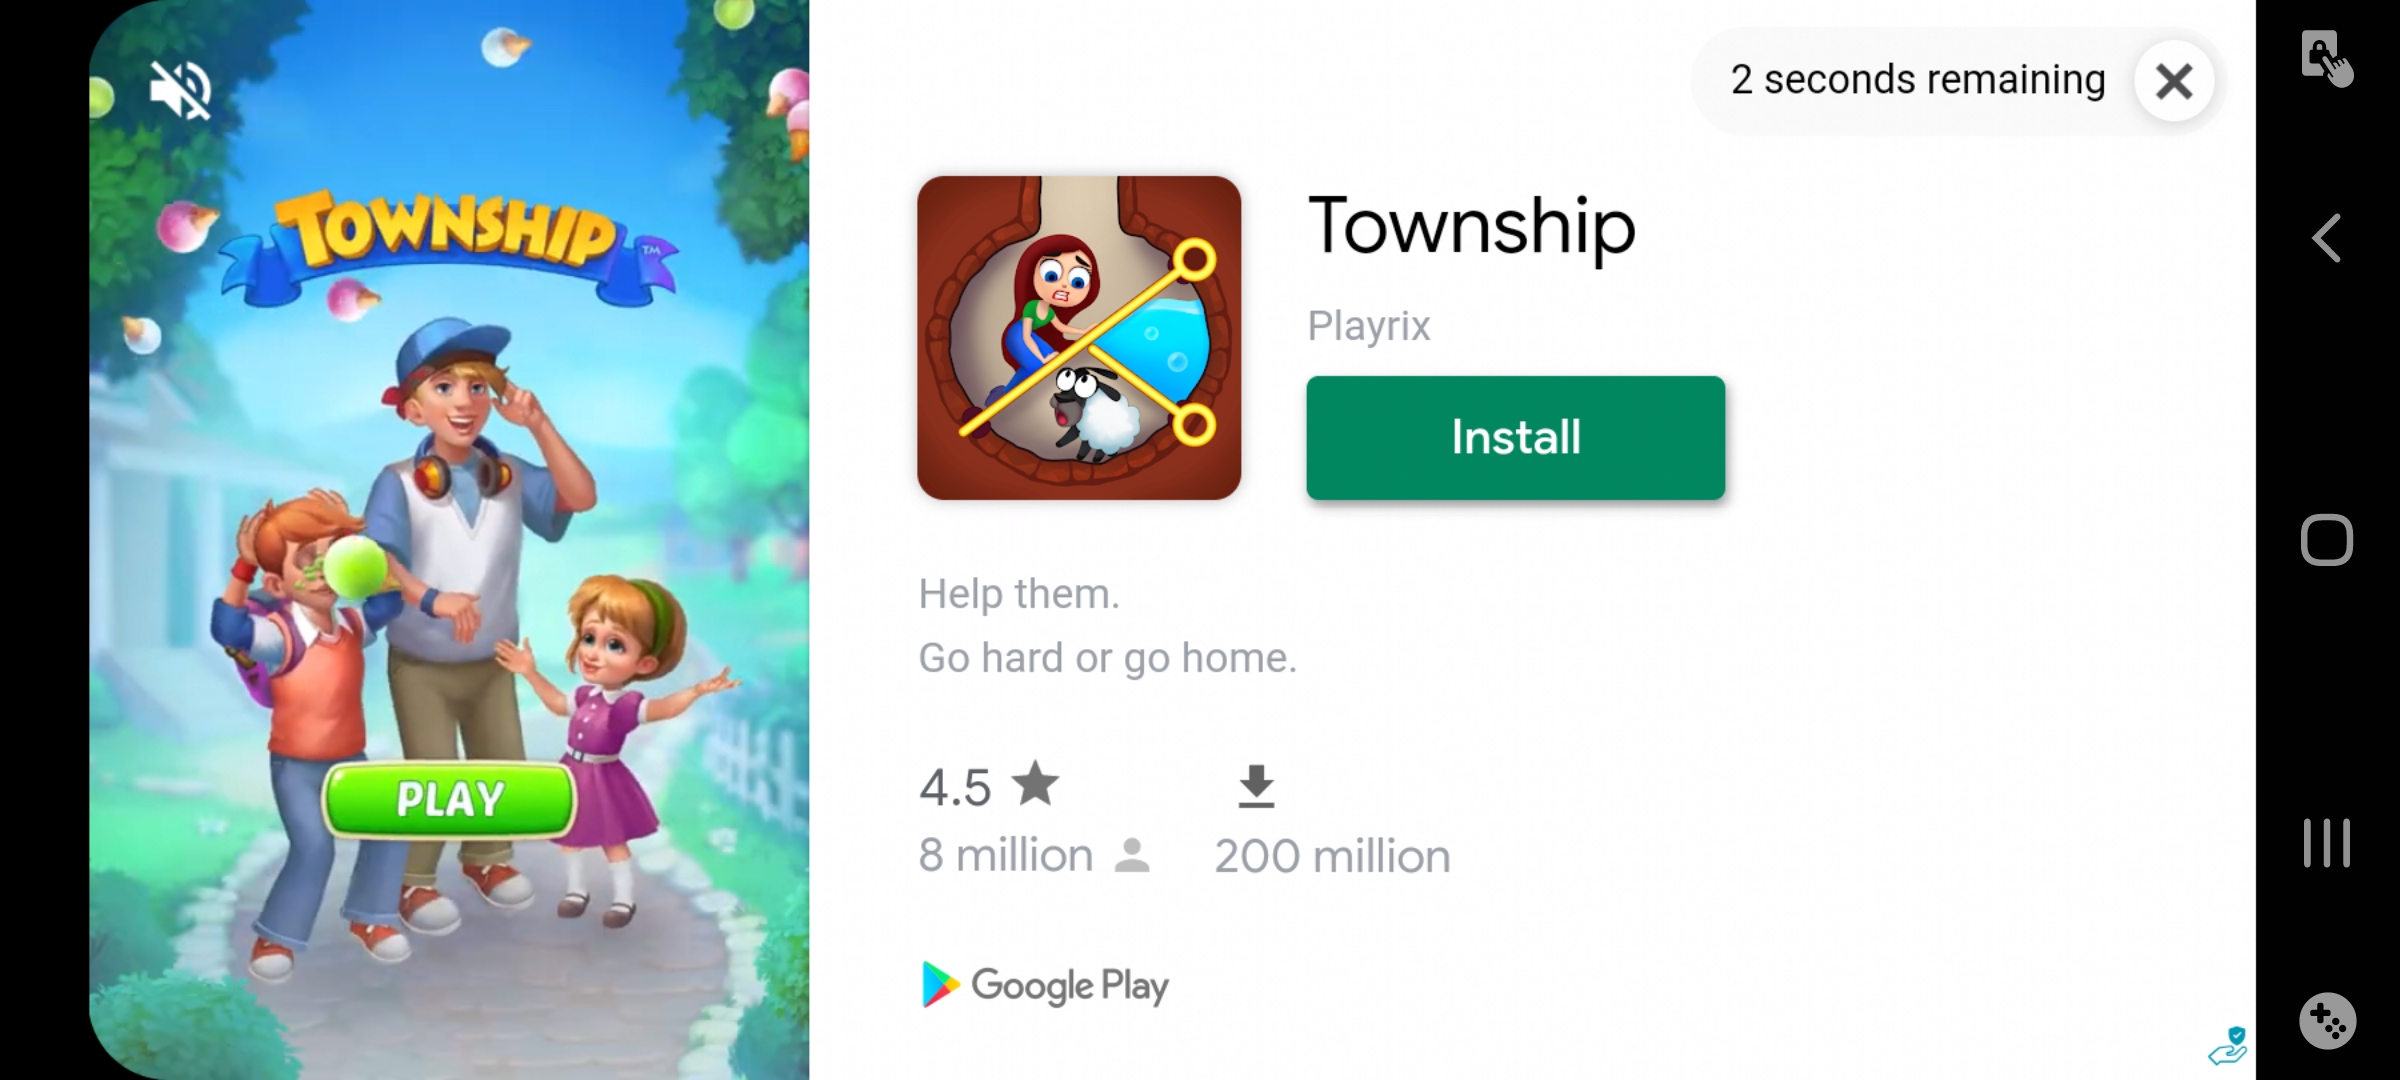 TOWNSHIP
TM
PLAY
2 seconds remaining
Township
Playrix
Install
Help them.
Go hard or go home.
4.5
8 million
200 million
Google Play